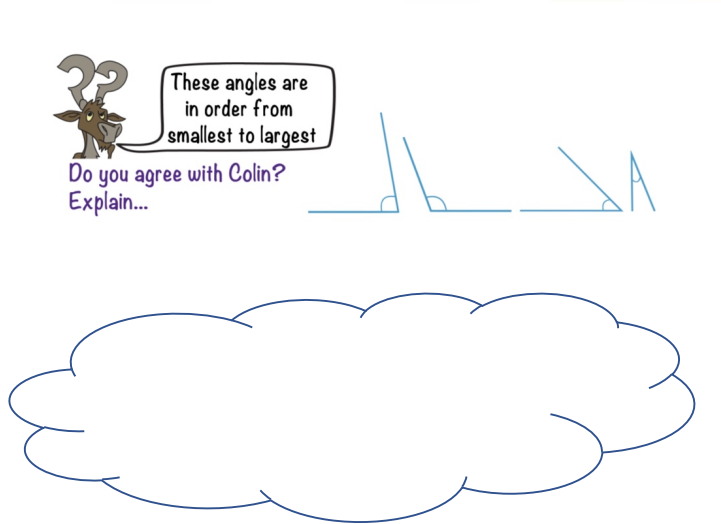 These angles are
in order from
smallest to largest
Do you agree with Colin?
Explain...